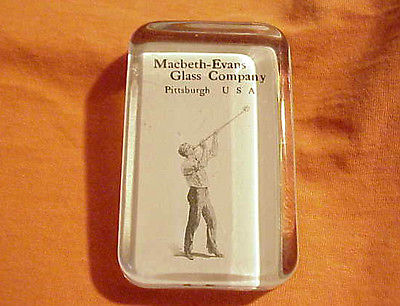 Macbeth-Evans
Glass Company
Pittsburgh U S A